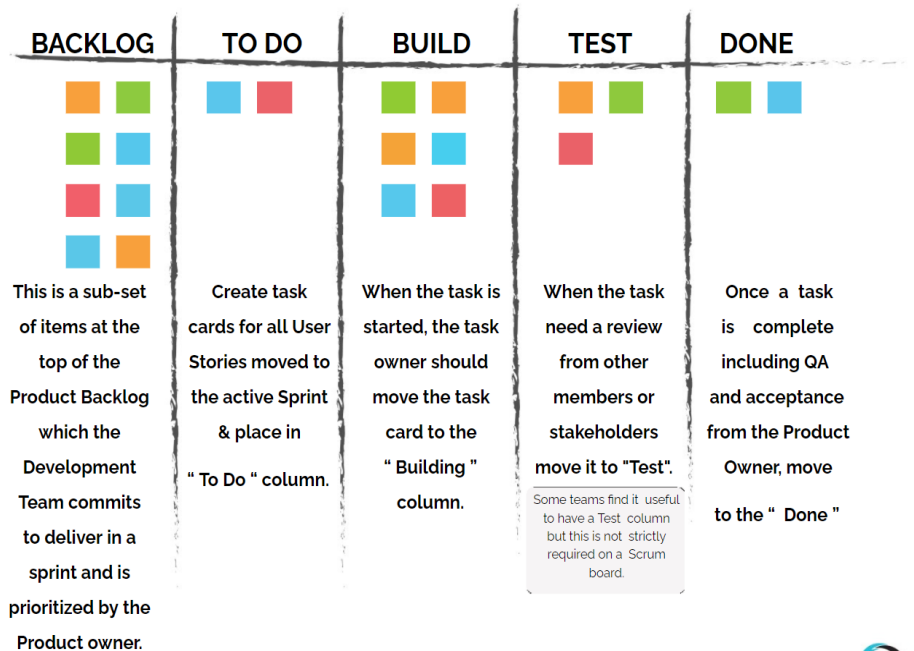 BACKLOG
TO DO
BUILD
TEST
DONE
This is a sub-set
of items at the
top of the
Product Backlog
which the
Development
Team commits
to deliver in a
sprint and is
prioritized by the
Product owner.
Create task
cards for all User
Stories moved to
the active Sprint
& place in
“ To Do “ column.
When the task is
started, the task
owner should
move the task
card to the
“ Building ”
column.
When the task
need a review
from other
members or
stakeholders
move it to "Test".
Some teams find it useful
to have a Test column
but this is not strictly
required on a Scrum
board.
Once a task
is complete
including QA
and acceptance
from the Product
Owner, move
to the “ Done ”